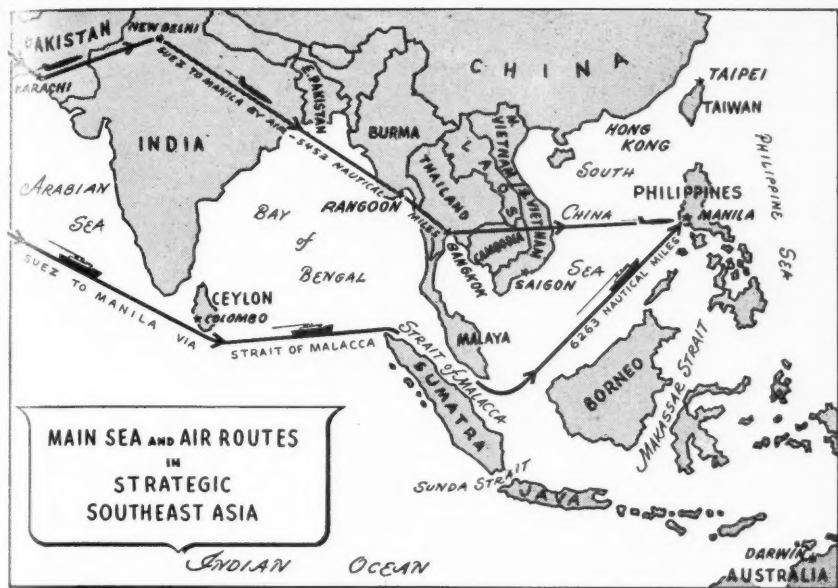 PAKISTAN
NEW DELHI
KARACHI
SUEZ TO MANILA BY AIR - 5452 NAUTICAL MILES
E. PAKISTAN
INDIA
BURMA
CHINA
TAIPEI
TAIWAN
HONG KONG
N. VIETNAM
LAOS
THAILAND
S. VIETNAM
CAMBODIA
RANGOON
BANGKOK
SAIGON
SOUTH
CHINA
SEA
PHILIPPINES
MANILA
PHILIPPINE SEA
ARABIAN
SEA
BAY
of
BENGAL
CEYLON
COLOMBO
SUEZ TO MANILA VIA
STRAIT OF MALACCA
STRAIT OF MALACCA
MALAYA
SUMATRA
6263 NAUTICAL MILES
BORNEO
MAKASSAR STRAIT
SUNDA STRAIT
JAVA
MAIN SEA AND AIR ROUTES
IN
STRATEGIC
SOUTHEAST ASIA
INDIAN OCEAN
DARWIN
AUSTRALIA